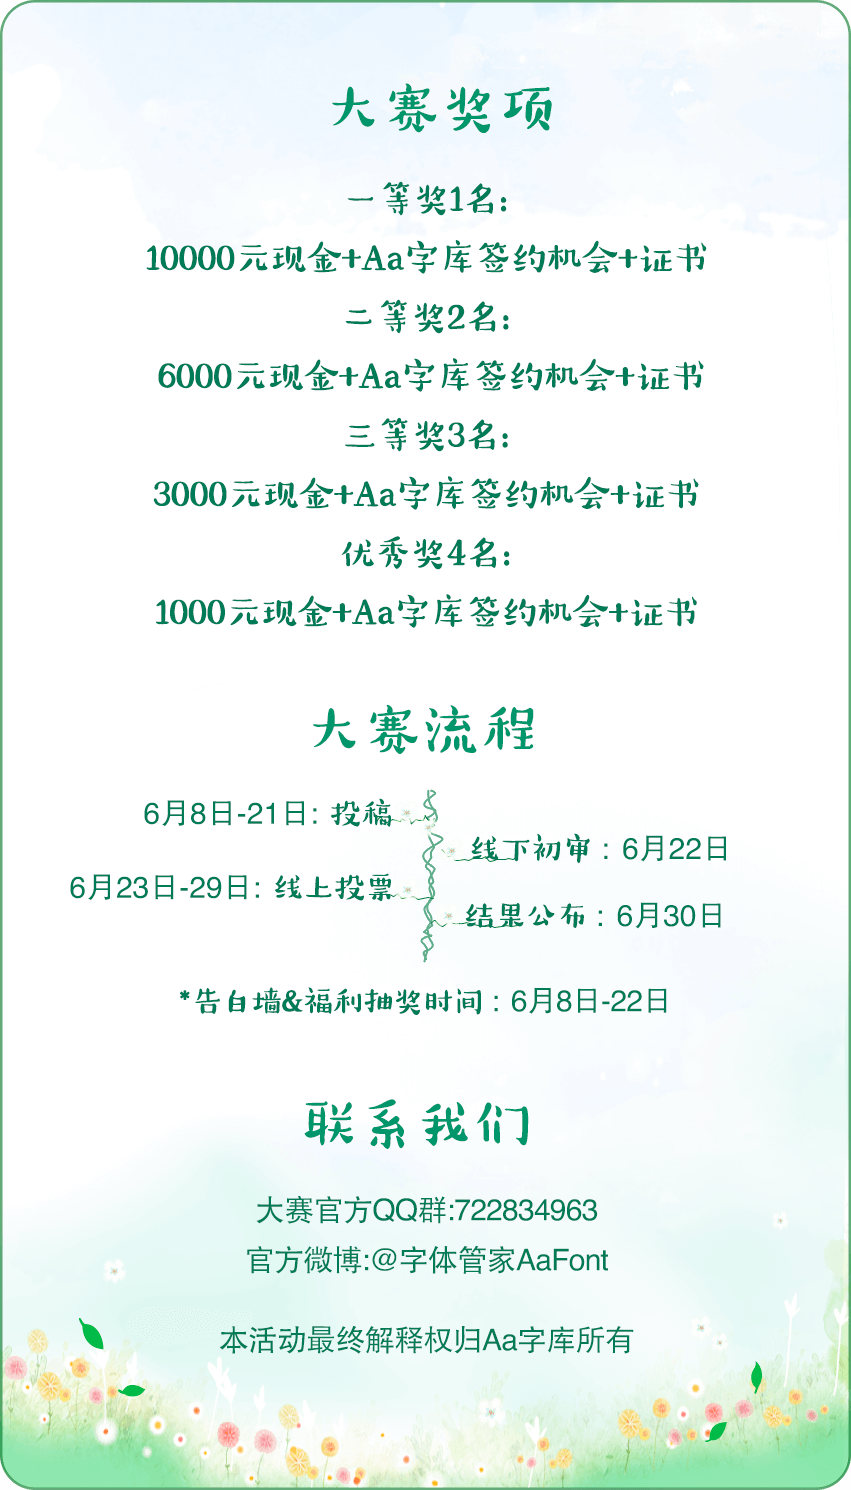 大赛奖项
一等奖1名:
10000元现金+Aa字库签约机会+证书
二等奖2名:
6000元现金+Aa字库签约机会+证书
三等奖3名:
3000元现金+Aa字库签约机会+证书
优秀奖4名:
1000元现金+Aa字库签约机会+证书
大赛流程
6月8日-21日: 投稿
线下初审 : 6月22日
6月23日-29日: 线上投票
结果公布 : 6月30日
*告白墙&福利抽奖时间 : 6月8日-22日
联系我们
大赛官方QQ群:722834963
官方微博:@字体管家AaFont
本活动最终解释权归Aa字库所有